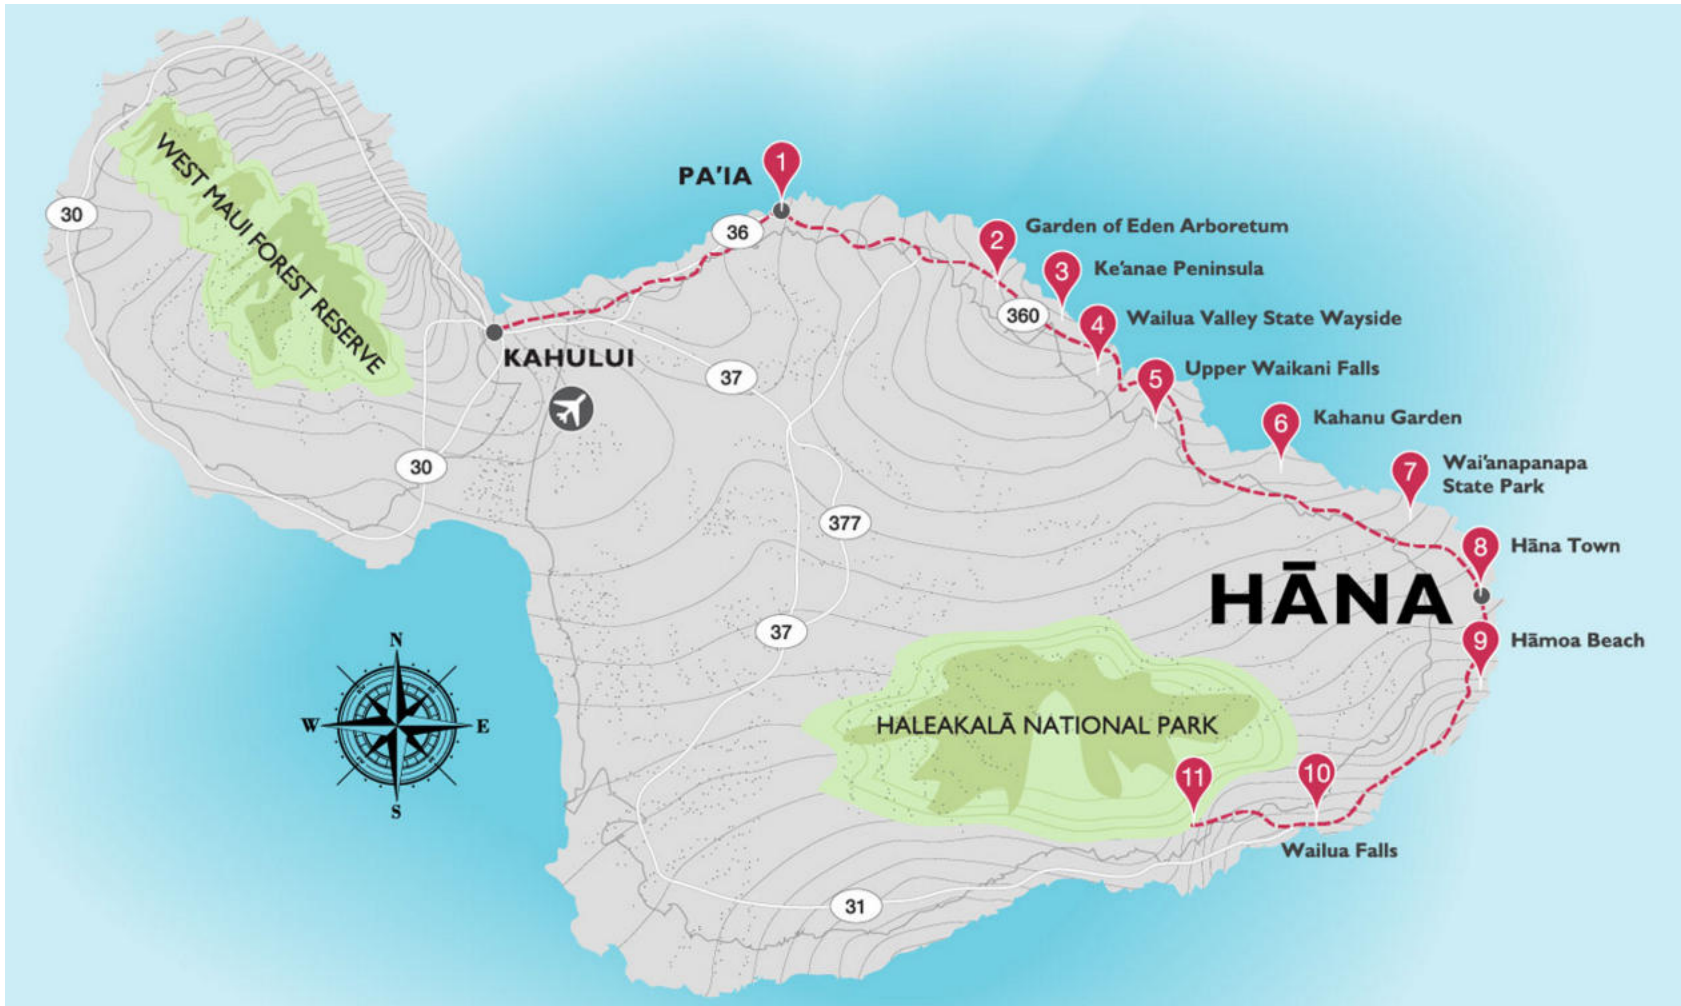 WEST MAUI FOREST RESERVE
30
PA'IA
1
36
2
Garden of Eden Arboretum
3
Ke'anae Peninsula
360
4
Wailua Valley State Wayside
KAHULUI
37
5
Upper Waikani Falls
6
Kahanu Garden
30
7
Wai'anapanapa
State Park
377
8
Hāna Town
HĀNA
37
9
Hāmoa Beach
N
W
E
S
HALEAKALĀ NATIONAL PARK
11
10
Wailua Falls
31